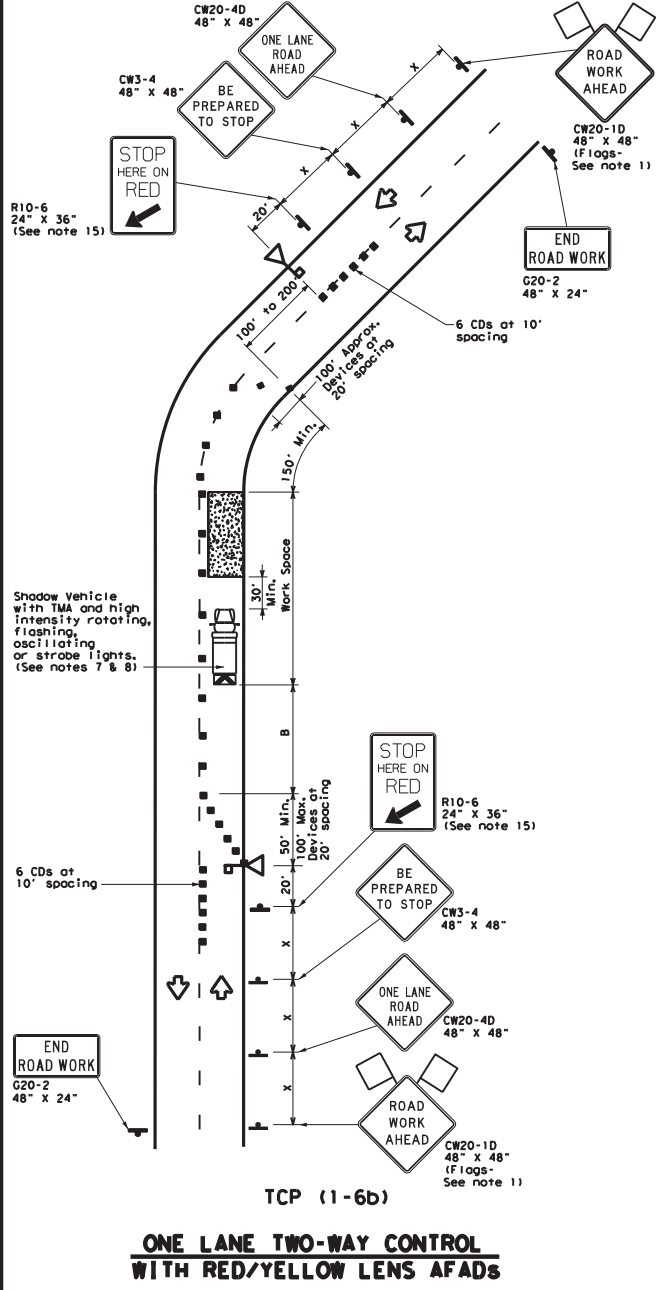 CW20-4D
48" X 48"
ONE LANE
ROAD
AHEAD
ROAD
WORK
AHEAD
CW3-4
48" X 48"
BE
PREPARED
TO STOP
X
CW20-1D
48" X 48"
(Flags-
See note 1)
STOP
HERE ON
RED
X
X
R10-6
24" X 36"
(See note 15)
20'
END
ROAD WORK
G20-2
48" X 24"
100' to 200'
6 CDs at 10'
spacing
100' Approx.
Devices at
20' spacing
150' Min.
Work Space
30'
Min.
Shadow Vehicle
with TMA and high
intensity rotating,
flashing,
oscillating
or strobe lights.
(See notes 7 & 8)
B
STOP
HERE ON
RED
R10-6
24" X 36"
(See note 15)
50' Min.
100' Max.
Devices at
20' spacing
6 CDs at
10' spacing
20'
BE
PREPARED
TO STOP
CW3-4
48" X 48"
X
ONE LANE
ROAD
AHEAD
CW20-4D
48" X 48"
X
END
ROAD WORK
G20-2
48" X 24"
X
ROAD
WORK
AHEAD
CW20-1D
48" X 48"
(Flags-
See note 1)
TCP (1-6b)
ONE LANE TWO-WAY CONTROL
WITH RED/YELLOW LENS AFADs